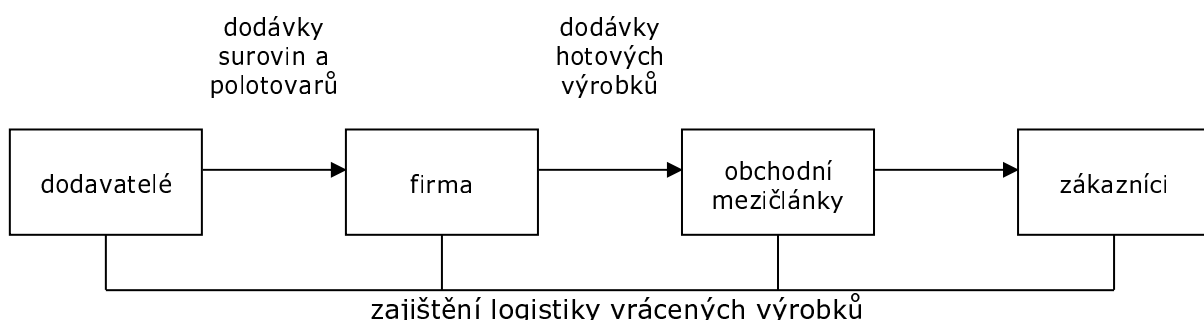 dodávky
surovin a
polotovarů
dodávky
hotových
výrobků
dodavatelé
firma
obchodní
mezičlánky
zákazníci
zajištění logistiky vrácených výrobků